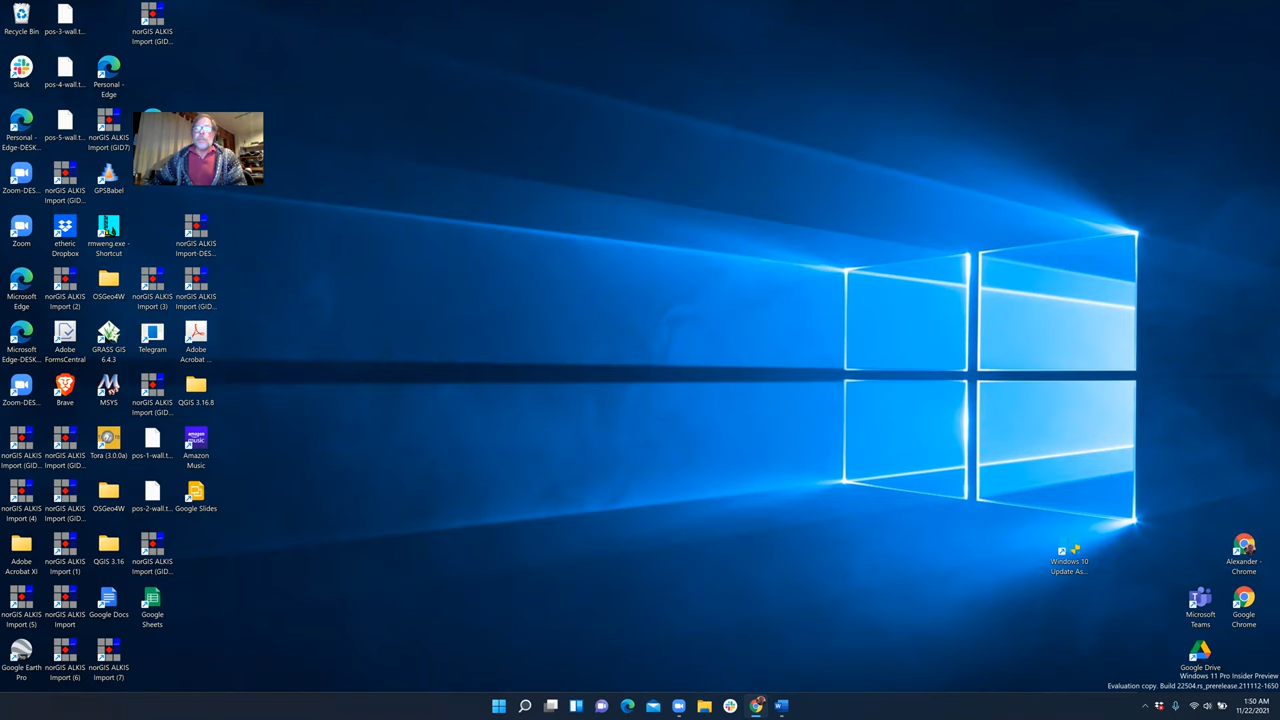 Recycle Bin
pos-3-wall.t...
norGIS ALKIS
Import (GID...
Slack
pos-4-wall.t...
Personal -
Edge
Personal -
Edge-DESK...
pos-5-wall.t...
norGIS ALKIS
Import (GID7)
Zoom-DES...
norGIS ALKIS
Import (GID...
GPSBabel
Zoom
etheric
Dropbox
rmweng.exe -
Shortcut
norGIS ALKIS
Import-DES...
Microsoft
Edge
norGIS ALKIS
Import (2)
OSGeo4W
norGIS ALKIS
Import (3)
norGIS ALKIS
Import (GID...
Microsoft
Edge-DESK...
Adobe
FormsCentral
GRASS GIS
6.4.3
Telegram
Adobe
Acrobat ...
Zoom-DES...
Brave
MSYS
norGIS ALKIS
Import (GID...
QGIS 3.16.8
norGIS ALKIS
Import (GID...
norGIS ALKIS
Import (GID...
Tora (3.0.0a)
pos-1-wall.t...
amazon
music
Amazon
Music
norGIS ALKIS
Import (4)
norGIS ALKIS
Import (GID...
OSGeo4W
pos-2-wall.t...
Google Slides
Adobe
Acrobat XI
norGIS ALKIS
Import (1)
QGIS 3.16
norGIS ALKIS
Import (GID...
norGIS ALKIS
Import (5)
norGIS ALKIS
Import
Google Docs
Google
Sheets
Google Earth
Pro
norGIS ALKIS
Import (6)
norGIS ALKIS
Import (7)
Windows 10
Update As...
Alexander -
Chrome
Microsoft
Teams
Google
Chrome
Google Drive
Windows 11 Pro Insider Preview
Evaluation copy. Build 22504.rs_prerelease.211112-1650
1:50 AM
11/22/2021